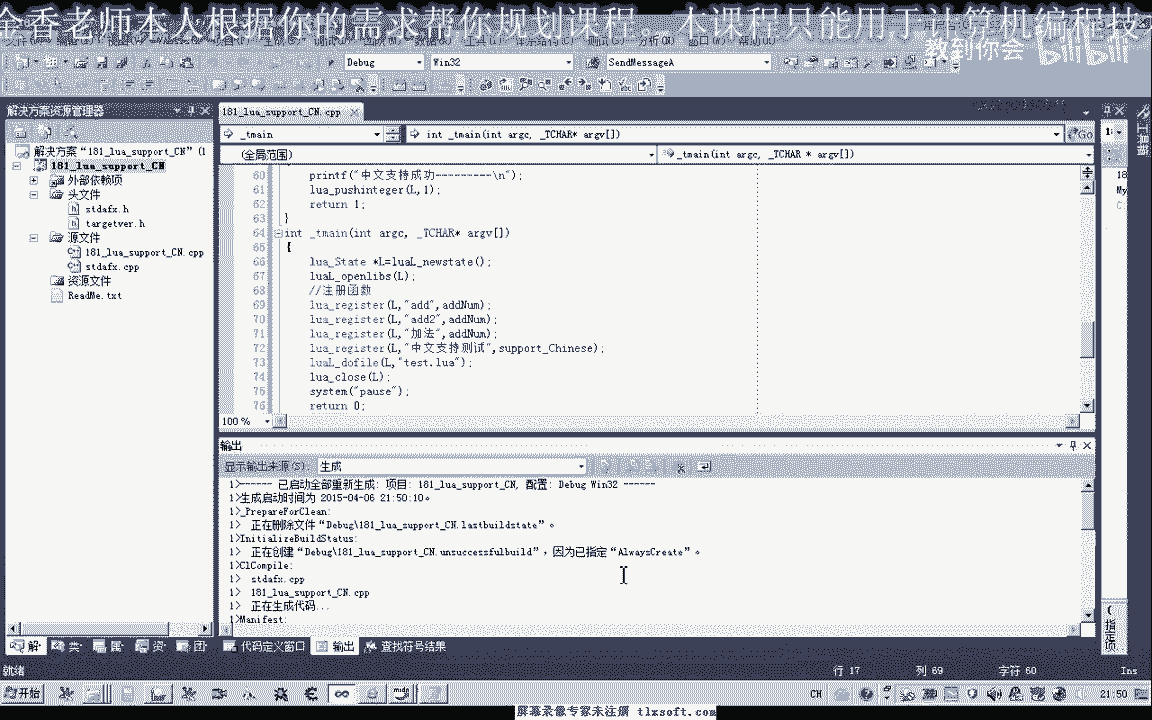 金香老师本人根据你的需求帮你规划课程。本课程只能用于计算机编程技
教到你会 bilibili
Debug Win32 SendMessageA
解决方案资源管理器
181_lua_support_CN.cpp
_tmain
int _tmain(int argc, _TCHAR* argv[])
Go
(全局范围)
_tmain(int argc, _TCHAR * argv[])
解决方案“181_lua_support_CN”(1
181_lua_support_CN
外部依赖项
头文件
stdafx.h
targetver.h
源文件
181_lua_support_CN.cpp
stdafx.cpp
资源文件
ReadMe.txt
60 printf("中文支持成功---------\n");
61 lua_pushinteger(L,1);
62 return 1;
63 }
64 int _tmain(int argc, _TCHAR* argv[])
65 {
66 lua_State *L=luaL_newstate();
67 luaL_openlibs(L);
68 //注册函数
69 lua_register(L,"add",addNum);
70 lua_register(L,"add2",addNum);
71 lua_register(L,"加法",addNum);
72 lua_register(L,"中文支持测试",support_Chinese);
73 luaL_dofile(L,"test.lua");
74 lua_close(L);
75 system("pause");
76 return 0;
100 %
输出
显示输出来源(S): 生成
1>------ 已启动全部重新生成: 项目: 181_lua_support_CN, 配置: Debug Win32 ------
1>生成启动时间为 2015-04-06 21:50:10。
1>_PrepareForClean:
1> 正在删除文件“Debug\181_lua_support_CN.lastbuildstate”。
1>InitializeBuildStatus:
1> 正在创建“Debug\181_lua_support_CN.unsuccessfulbuild”，因为已指定“AlwaysCreate”。
1>ClCompile:
1> stdafx.cpp
1> 181_lua_support_CN.cpp
1> 正在生成代码...
1>Manifest:
解 类 属 资 团
代码定义窗口 输出 查找符号结果
就绪 行 17 列 69 字符 60 Ins
开始 CH 21:50
屏幕录像专家未注册 tlxsoft.com